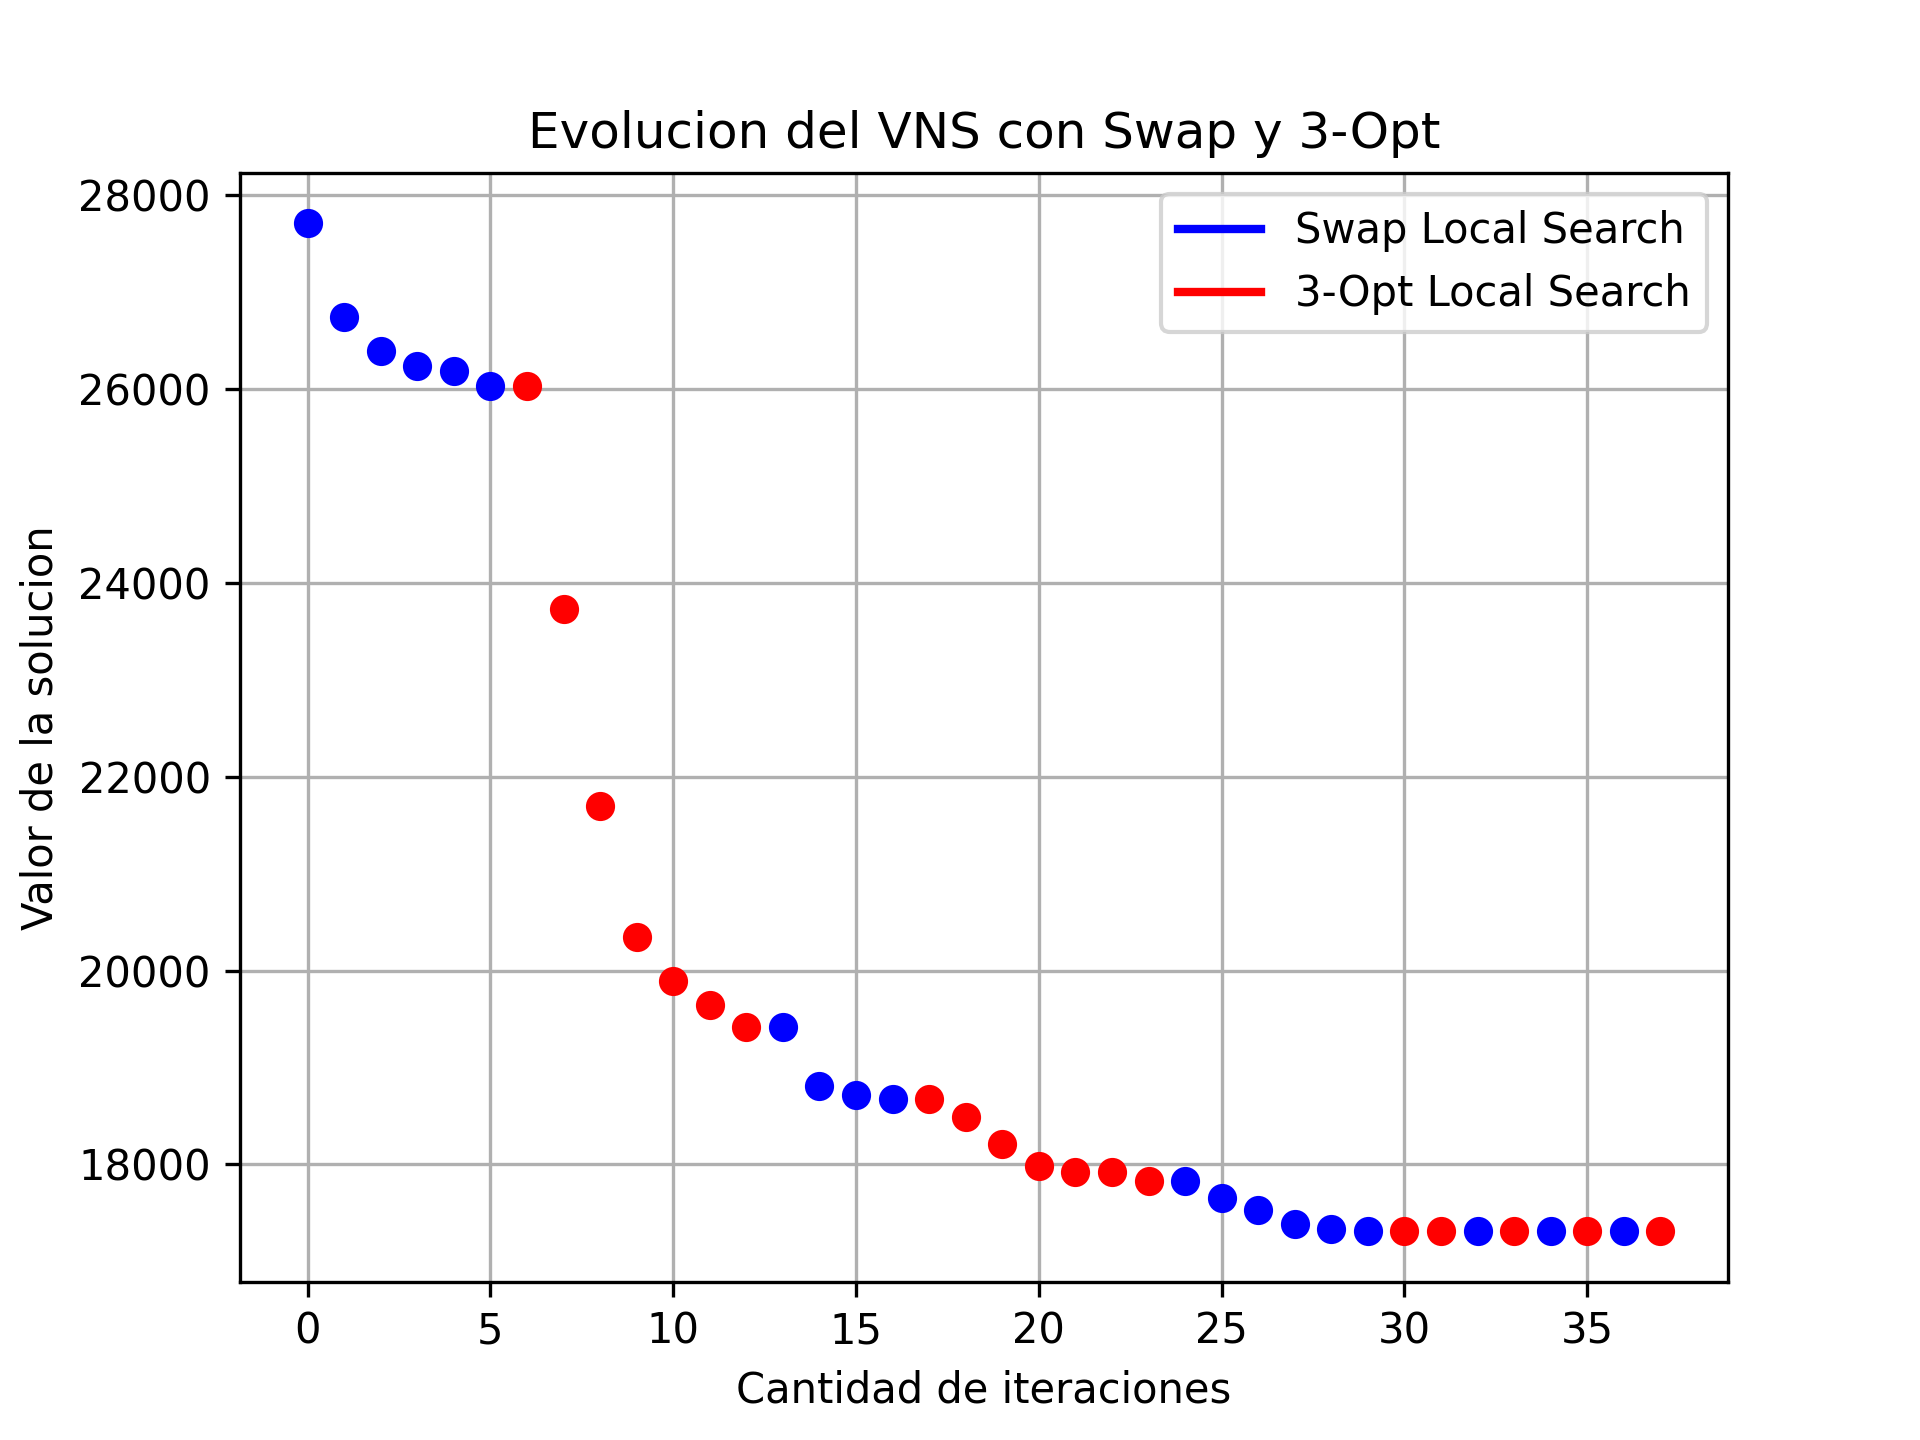 Evolucion del VNS con Swap y 3-Opt
Swap Local Search
3-Opt Local Search
Valor de la solucion
28000
26000
24000
22000
20000
18000
0 5 10 15 20 25 30 35
Cantidad de iteraciones